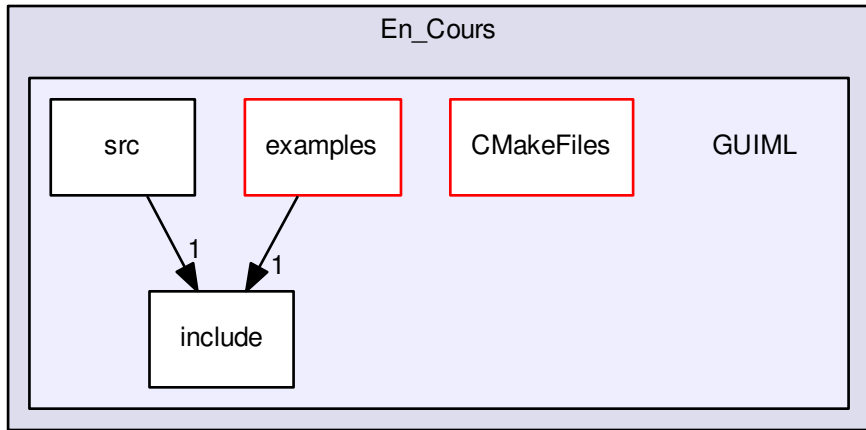 En_Cours
src
examples
CMakeFiles
GUIML
1
1
include